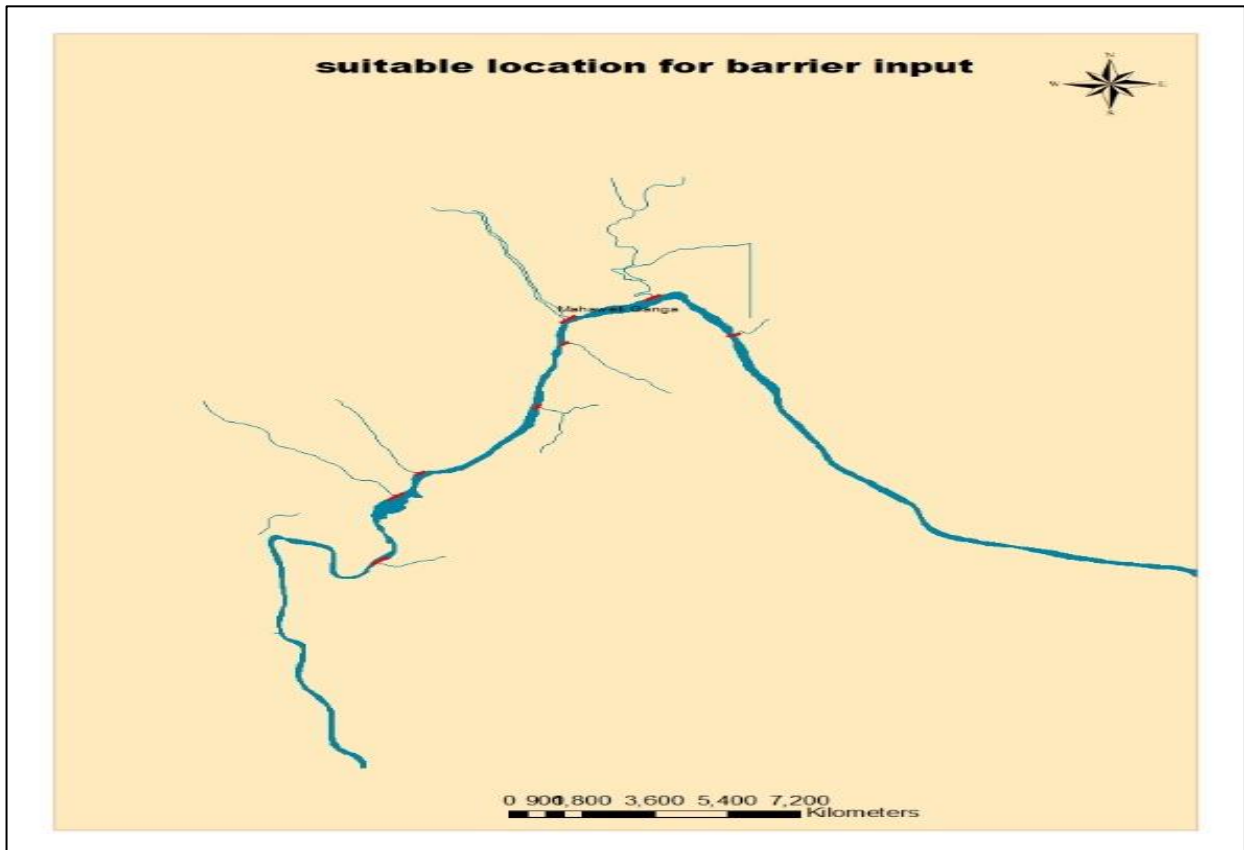 suitable location for barrier input
N
W E
Mahaweli Ganga
0 900 1,800 3,600 5,400 7,200
Kilometers